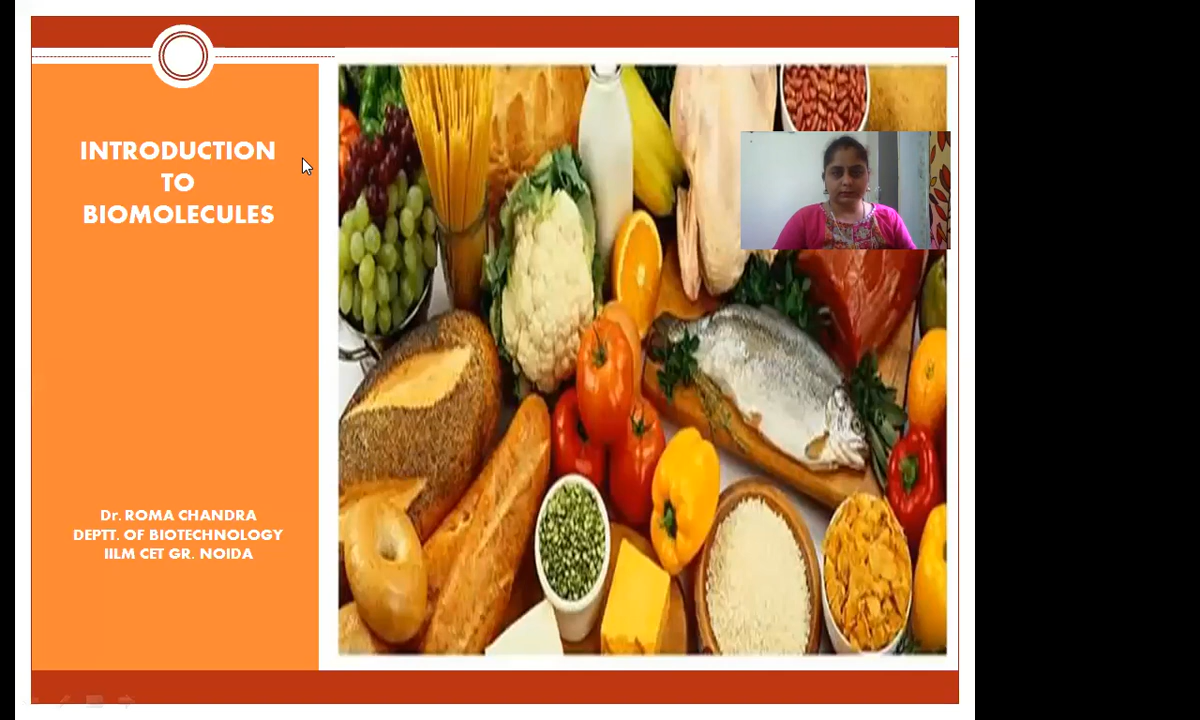 INTRODUCTION
TO
BIOMOLECULES
Dr. ROMA CHANDRA
DEPTT. OF BIOTECHNOLOGY
IILM CET GR. NOIDA